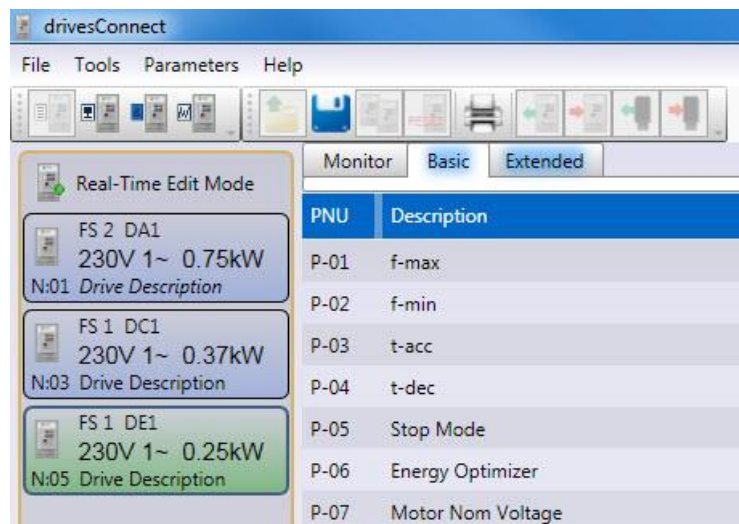 drivesConnect
File Tools Parameters Help
Real-Time Edit Mode
FS 2 DA1
230V 1~ 0.75kW
N:01 Drive Description
FS 1 DC1
230V 1~ 0.37kW
N:03 Drive Description
FS 1 DE1
230V 1~ 0.25kW
N:05 Drive Description
Monitor Basic Extended
PNU Description
P-01 f-max
P-02 f-min
P-03 t-acc
P-04 t-dec
P-05 Stop Mode
P-06 Energy Optimizer
P-07 Motor Nom Voltage